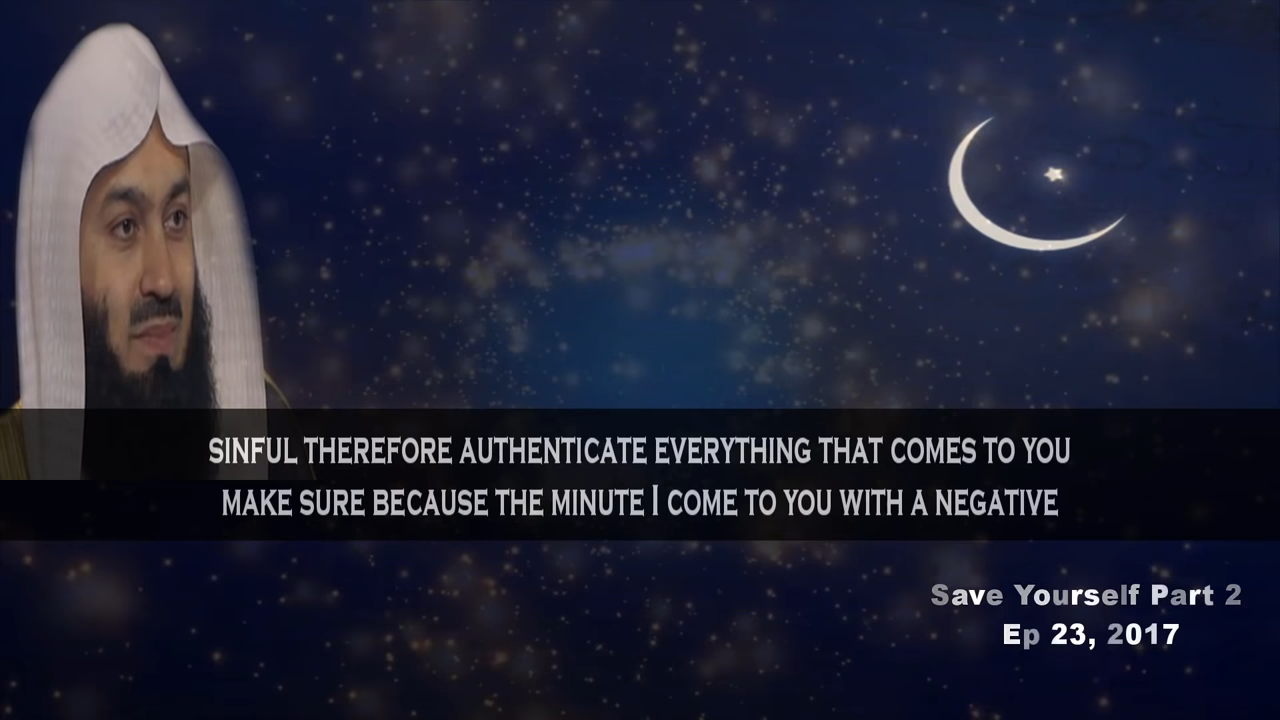 SINFUL THEREFORE AUTHENTICATE EVERYTHING THAT COMES TO YOU
MAKE SURE BECAUSE THE MINUTE I COME TO YOU WITH A NEGATIVE
Save Yourself Part 2
Ep 23, 2017